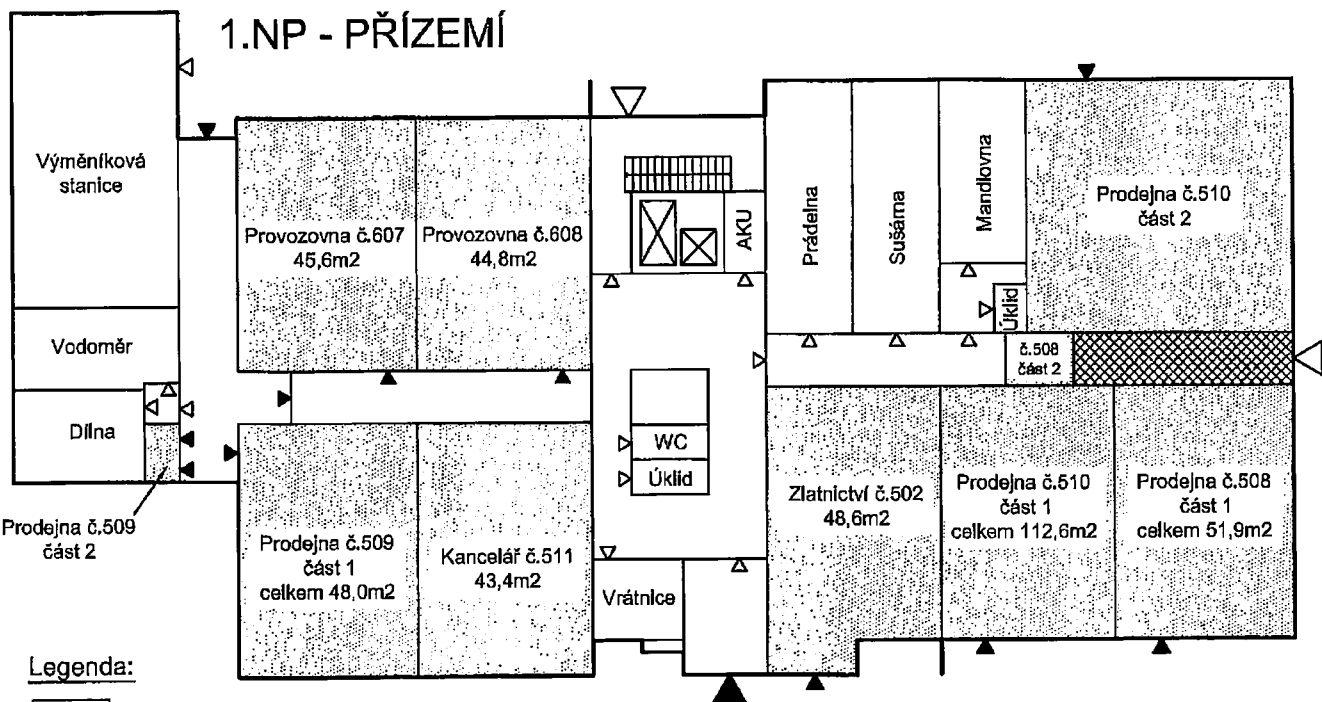 1.NP - PŘÍZEMÍ
Výměníková
stanice
Vodoměr
Dílna
Prodejna č.509
část 2
Provozovna č.607
45,6m2
Provozovna č.608
44,8m2
Prodejna č.509
část 1
celkem 48,0m2
Kancelář č.511
43,4m2
AKU
WC
Úklid
Vrátnice
Prádelna
Sušárna
Mandlovna
Úklid
Prodejna č.510
část 2
č.508
část 2
Zlatnictví č.502
48,6m2
Prodejna č.510
část 1
celkem 112,6m2
Prodejna č.508
část 1
celkem 51,9m2
Legenda: